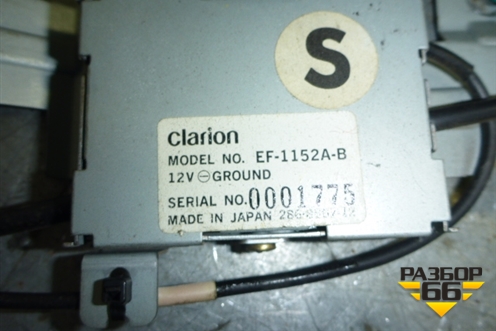 S
clarion
MODEL NO. EF-1152A-B
12V ⊖ GROUND
SERIAL NO. 0001775
MADE IN JAPAN
РАЗБОР
66